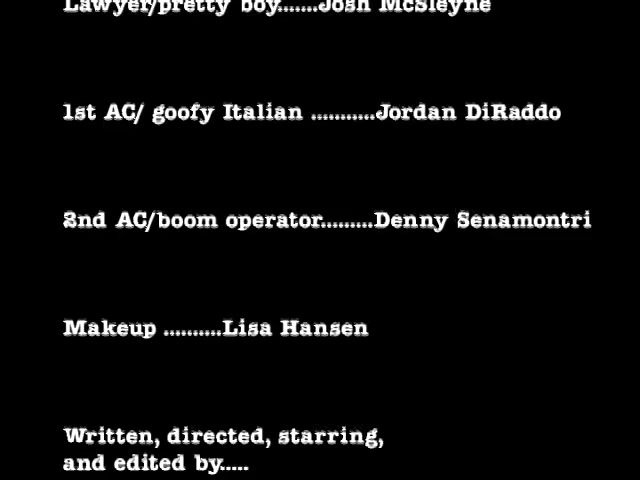 Lawyer/pretty boy.......Josh McSleyne
1st AC/ goofy Italian ...........Jordan DiRaddo
2nd AC/boom operator.........Denny Senamontri
Makeup ..........Lisa Hansen
Written, directed, starring,
and edited by.....